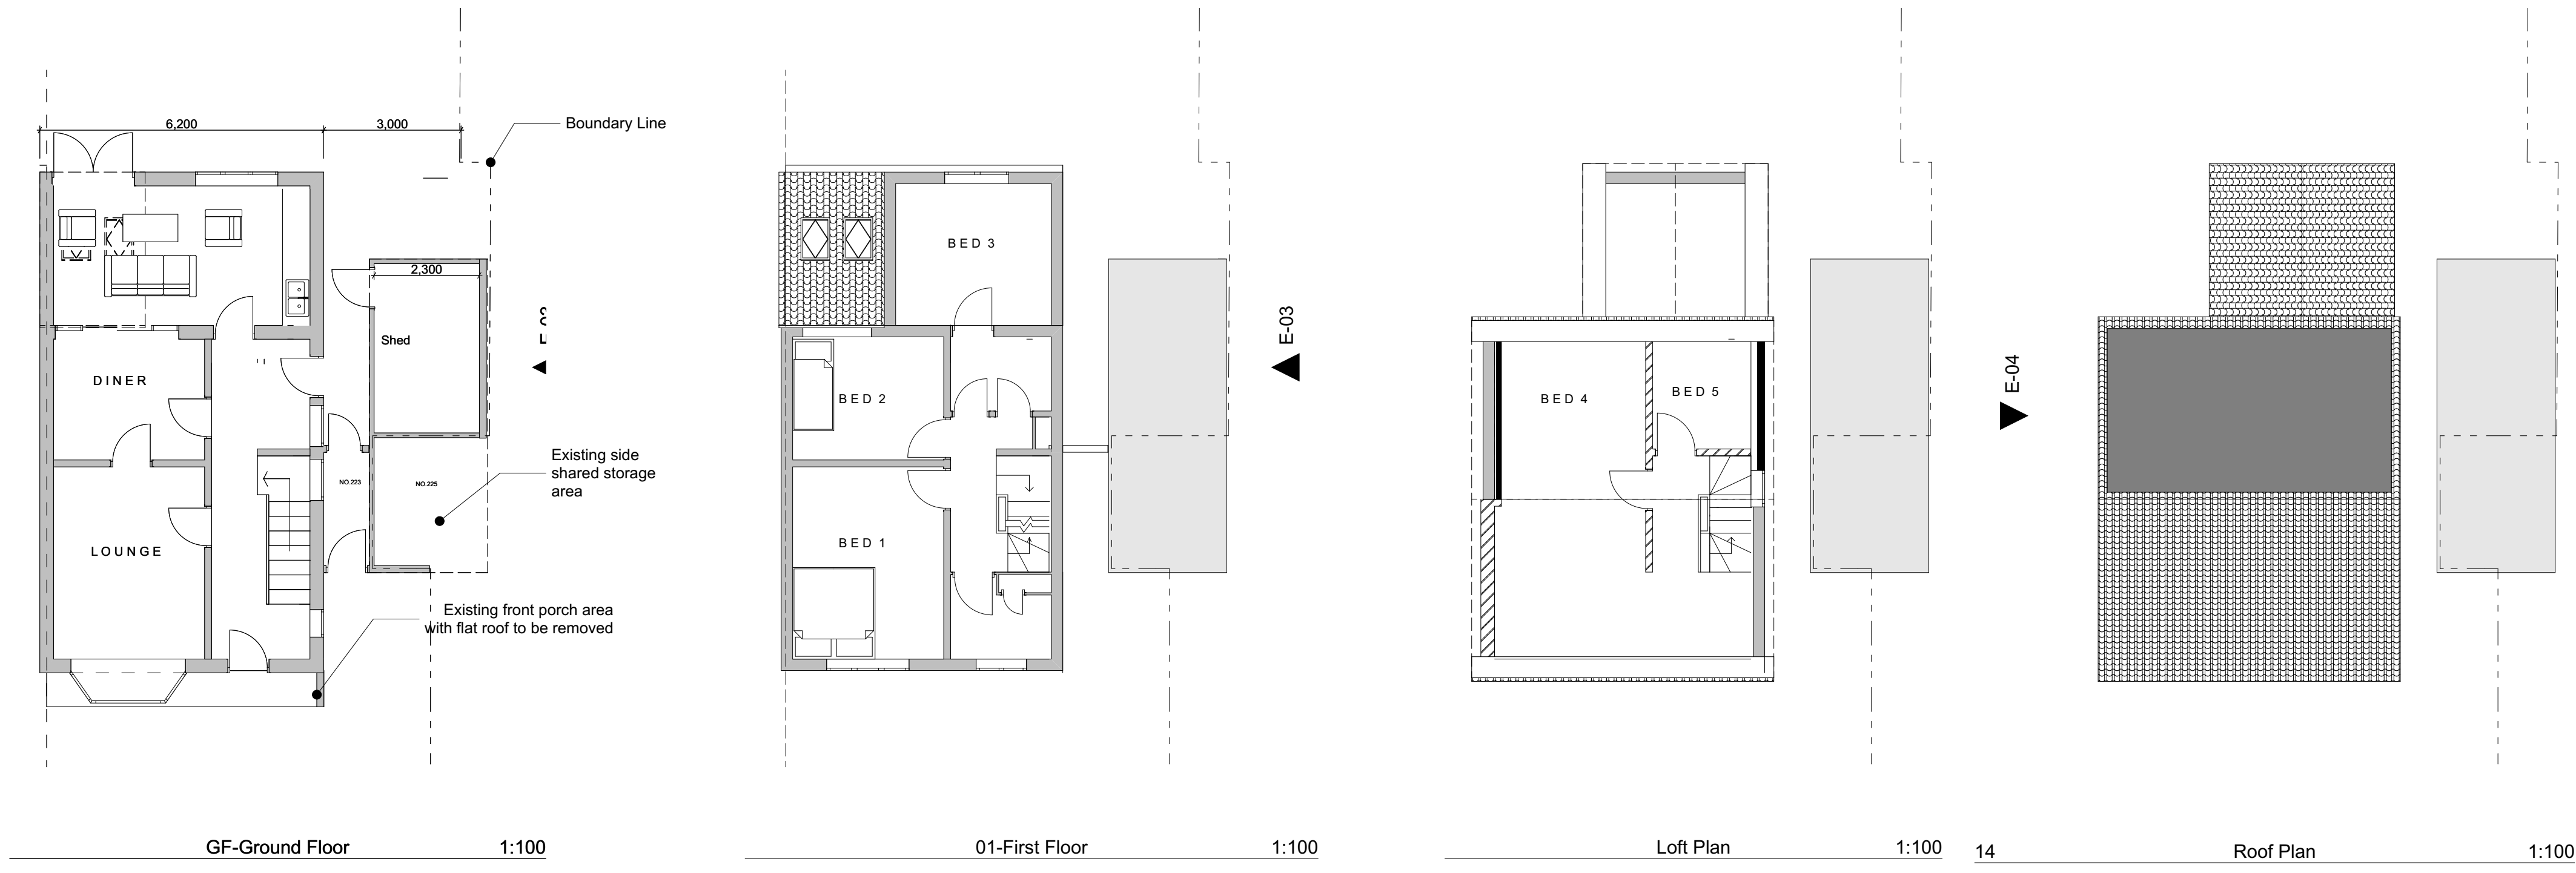 6,200
3,000
Boundary Line
2,300
Shed
DINER
NO.223
NO.225
LOUNGE
Existing side
shared storage
area
Existing front porch area
with flat roof to be removed
GF-Ground Floor
1:100
BED 3
BED 2
BED 1
E-03
01-First Floor
1:100
BED 4
BED 5
Loft Plan
1:100
E-04
14
Roof Plan
1:100